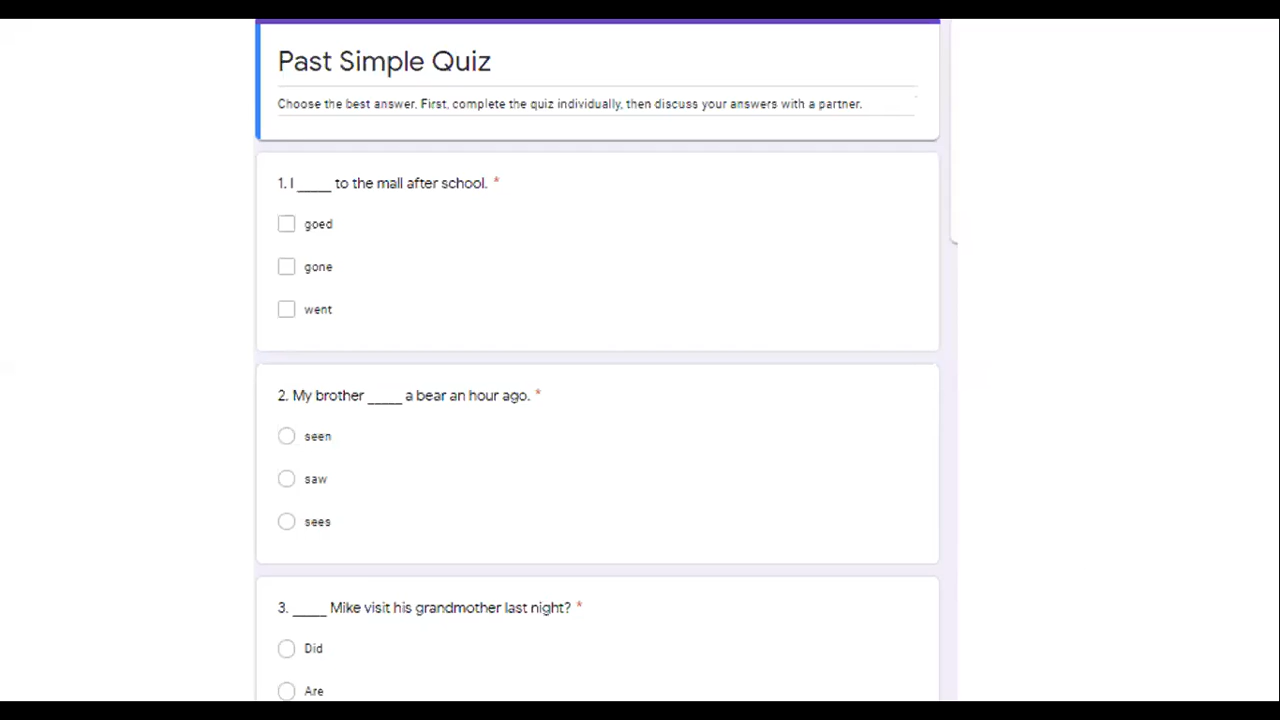 Past Simple Quiz
Choose the best answer. First, complete the quiz individually, then discuss your answers with a partner.
1. I _____ to the mall after school. *
goed
gone
went
2. My brother _____ a bear an hour ago. *
seen
saw
sees
3. _____ Mike visit his grandmother last night? *
Did
Are